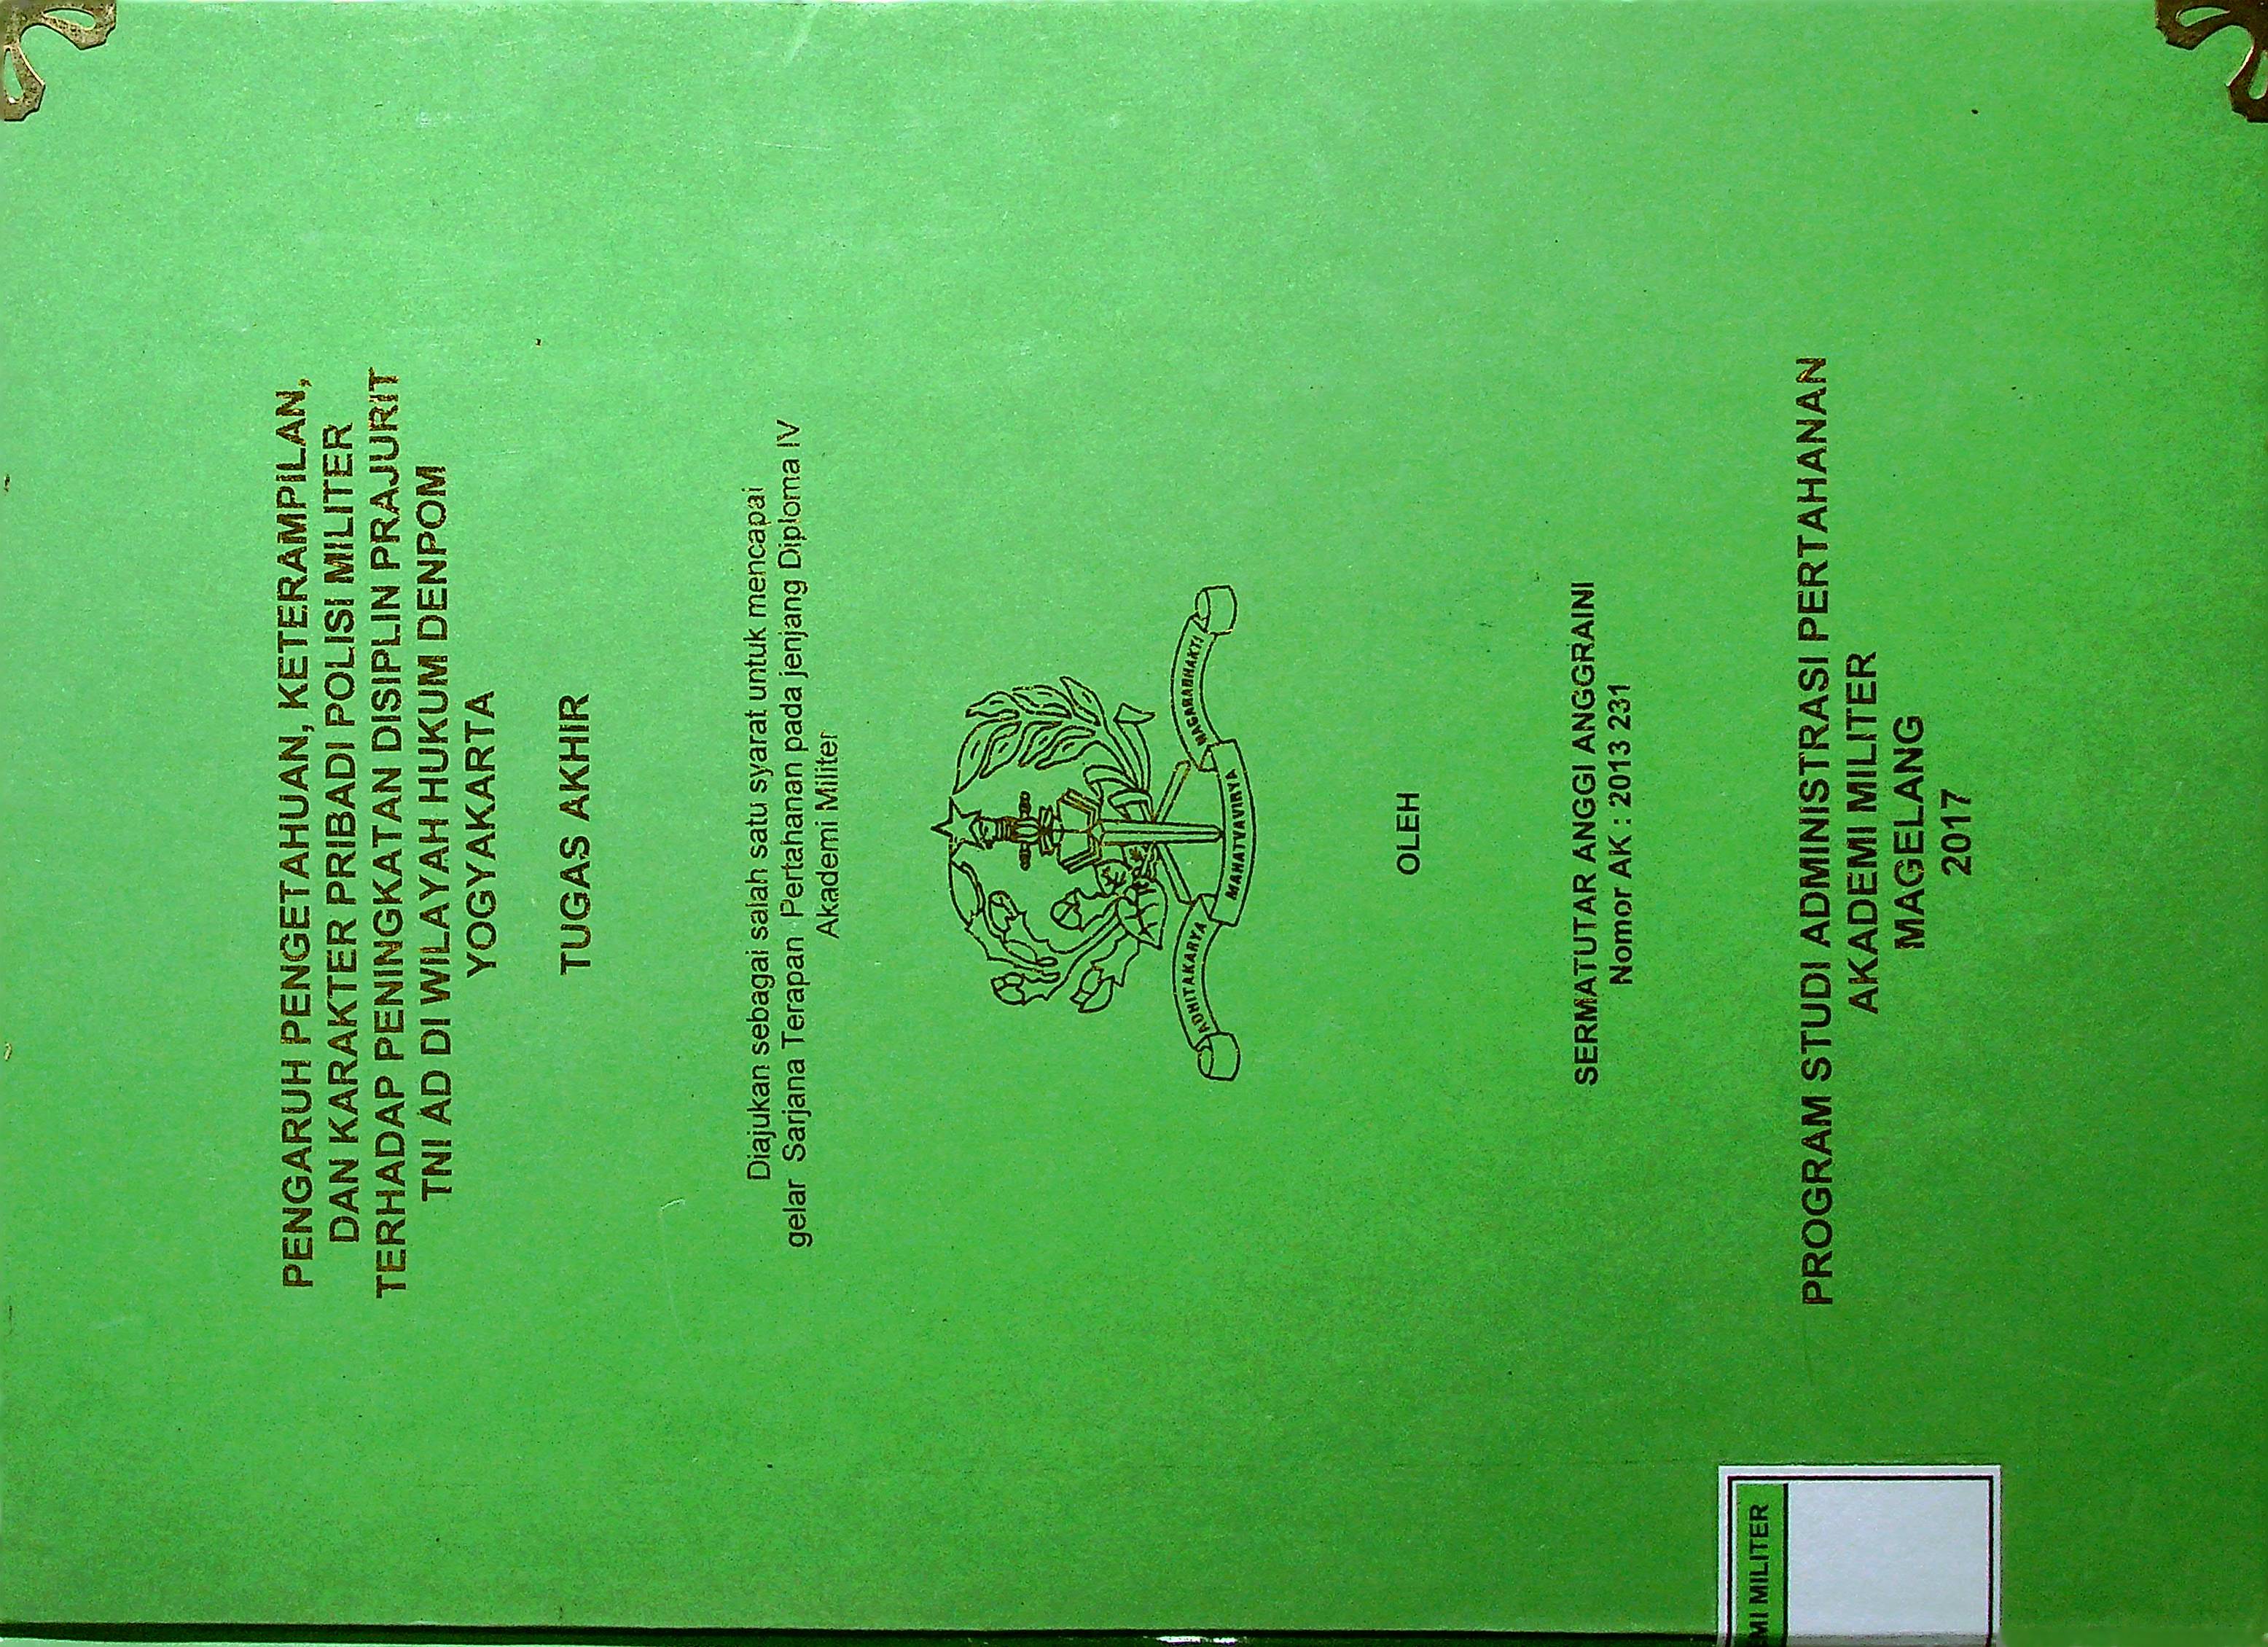 PENGARUH PENGETAHUAN, KETERAMPILAN,
DAN KARAKTER PRIBADI POLISI MILITER
TERHADAP PENINGKATAN DISIPLIN PRAJURIT
TNI AD DI WILAYAH HUKUM DENPOM
YOGYAKARTA
TUGAS AKHIR
Diajukan sebagai salah satu syarat untuk mencapai
gelar Sarjana Terapan Pertahanan pada jenjang Diploma IV
Akademi Militer
ADHITAKARYA MAHATVAVIRYA NAGARABHAKTI
OLEH
SERMATUTAR ANGGI ANGGRAINI
Nomor AK : 2013 231
PROGRAM STUDI ADMINISTRASI PERTAHANAN
AKADEMI MILITER
MAGELANG
2017
MI MILITER